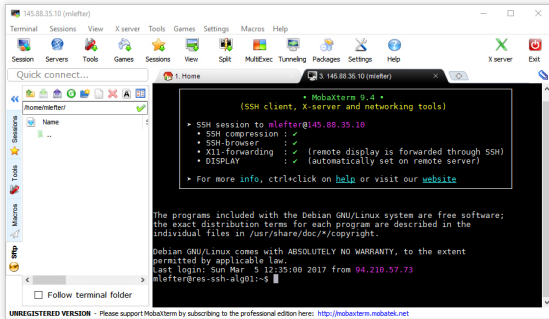 145.88.35.10 (mlefter)
Terminal Sessions View X server Tools Games Settings Macros Help
Session Servers Tools Games Sessions View Split MultiExec Tunneling Packages Settings Help X server Exit
Quick connect...
1. Home
3. 145.88.35.10 (mlefter)
/home/mlefter/
Name
..
Sessions
Tools
Macros
Sftp
• MobaXterm 9.4 •
(SSH client, X-server and networking tools)
➤ SSH session to mlefter@145.88.35.10
• SSH compression : ✔
• SSH-browser : ✔
• X11-forwarding : ✔ (remote display is forwarded through SSH)
• DISPLAY : ✔ (automatically set on remote server)
➤ For more info, ctrl+click on help or visit our website
The programs included with the Debian GNU/Linux system are free software;
the exact distribution terms for each program are described in the
individual files in /usr/share/doc/*/copyright.
Debian GNU/Linux comes with ABSOLUTELY NO WARRANTY, to the extent
permitted by applicable law.
Last login: Sun Mar  5 12:35:00 2017 from 94.210.57.73
mlefter@res-ssh-alg01:~$
Follow terminal folder
UNREGISTERED VERSION - Please support MobaXterm by subscribing to the professional edition here: http://mobaxterm.mobatek.net